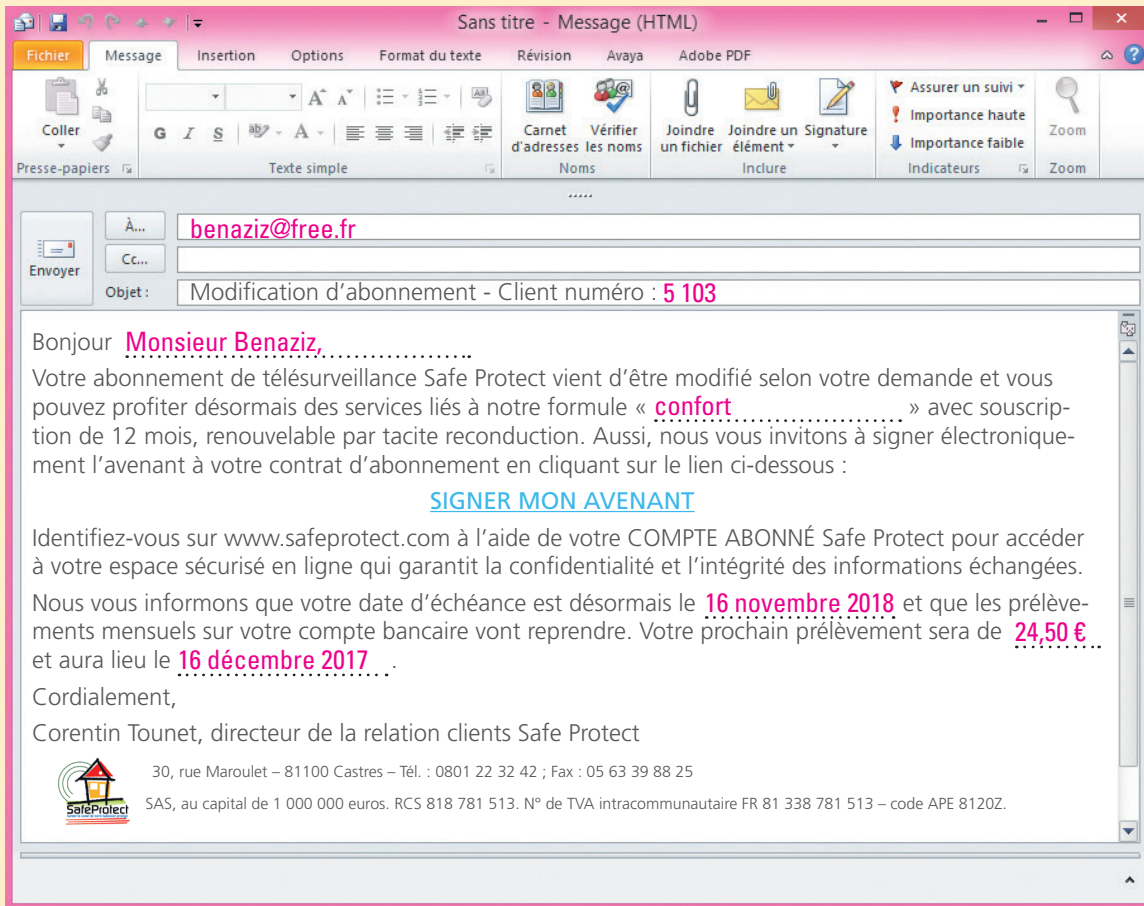 Sans titre - Message (HTML)
Fichier Message Insertion Options Format du texte Révision Avaya Adobe PDF
Coller
G I S
Carnet d'adresses
Vérifier les noms
Joindre un fichier
Joindre un élément
Signature
Assurer un suivi
Importance haute
Importance faible
Zoom
Presse-papiers Texte simple Noms Inclure Indicateurs Zoom
À... benaziz@free.fr
Envoyer
Cc...
Objet : Modification d'abonnement - Client numéro : 5 103
Bonjour Monsieur Benaziz,
Votre abonnement de télésurveillance Safe Protect vient d'être modifié selon votre demande et vous
pouvez profiter désormais des services liés à notre formule « confort » avec souscrip-
tion de 12 mois, renouvelable par tacite reconduction. Aussi, nous vous invitons à signer électronique-
ment l'avenant à votre contrat d'abonnement en cliquant sur le lien ci-dessous :
SIGNER MON AVENANT
Identifiez-vous sur www.safeprotect.com à l'aide de votre COMPTE ABONNÉ Safe Protect pour accéder
à votre espace sécurisé en ligne qui garantit la confidentialité et l'intégrité des informations échangées.
Nous vous informons que votre date d'échéance est désormais le 16 novembre 2018 et que les prélève-
ments mensuels sur votre compte bancaire vont reprendre. Votre prochain prélèvement sera de 24,50 €
et aura lieu le 16 décembre 2017 .
Cordialement,
Corentin Tounet, directeur de la relation clients Safe Protect
30, rue Maroulet – 81100 Castres – Tél. : 0801 22 32 42 ; Fax : 05 63 39 88 25
SafeProtect
SAS, au capital de 1 000 000 euros. RCS 818 781 513. N° de TVA intracommunautaire FR 81 338 781 513 – code APE 8120Z.